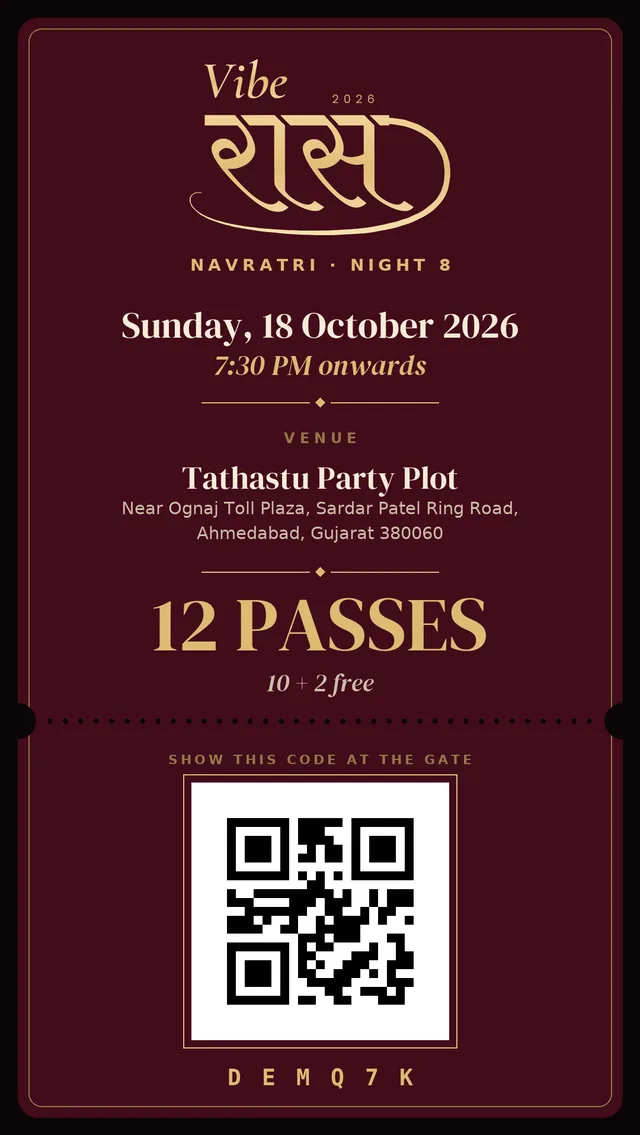 Vibe
2026
रास
NAVRATRI · NIGHT 8
Sunday, 18 October 2026
7:30 PM onwards
VENUE
Tathastu Party Plot
Near Ognaj Toll Plaza, Sardar Patel Ring Road,
Ahmedabad, Gujarat 380060
12 PASSES
10 + 2 free
SHOW THIS CODE AT THE GATE
DEMQ7K